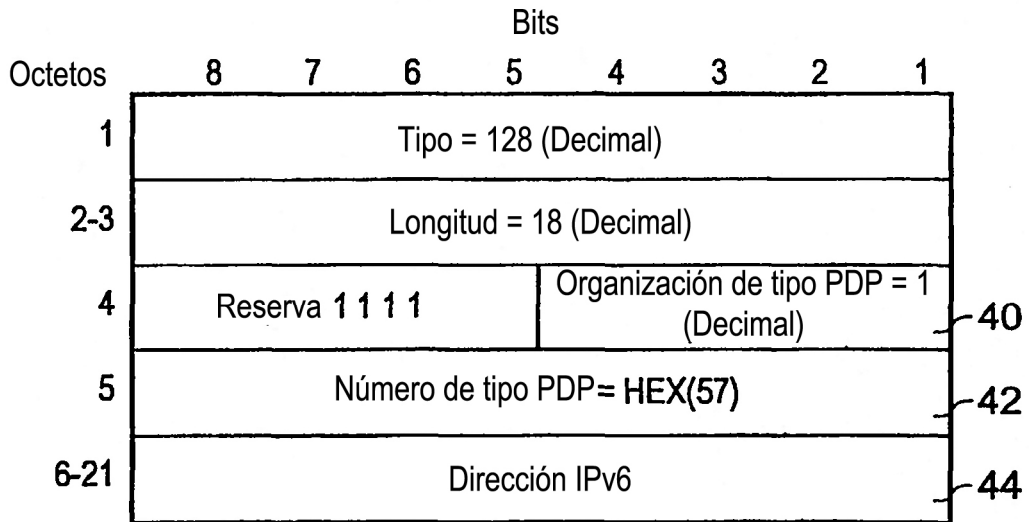 Bits
Octetos 8 7 6 5 4 3 2 1
1 Tipo = 128 (Decimal)
2-3 Longitud = 18 (Decimal)
4 Reserva 1 1 1 1 Organización de tipo PDP = 1
(Decimal) 40
5 Número de tipo PDP= HEX(57) 42
6-21 Dirección IPv6 44